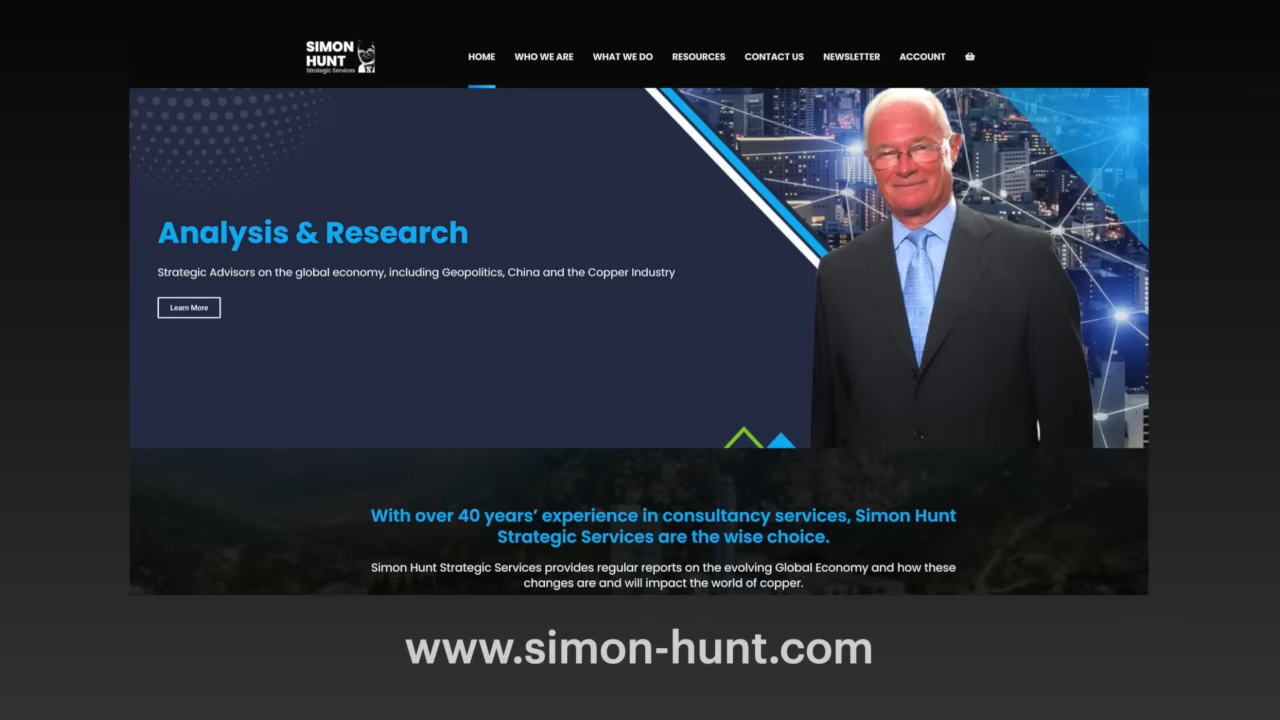 SIMON
HUNT
Strategic Services
HOME WHO WE ARE WHAT WE DO RESOURCES CONTACT US NEWSLETTER ACCOUNT
Analysis & Research
Strategic Advisors on the global economy, including Geopolitics, China and the Copper Industry
Learn More
With over 40 years’ experience in consultancy services, Simon Hunt
Strategic Services are the wise choice.
Simon Hunt Strategic Services provides regular reports on the evolving Global Economy and how these
changes are and will impact the world of copper.
www.simon-hunt.com